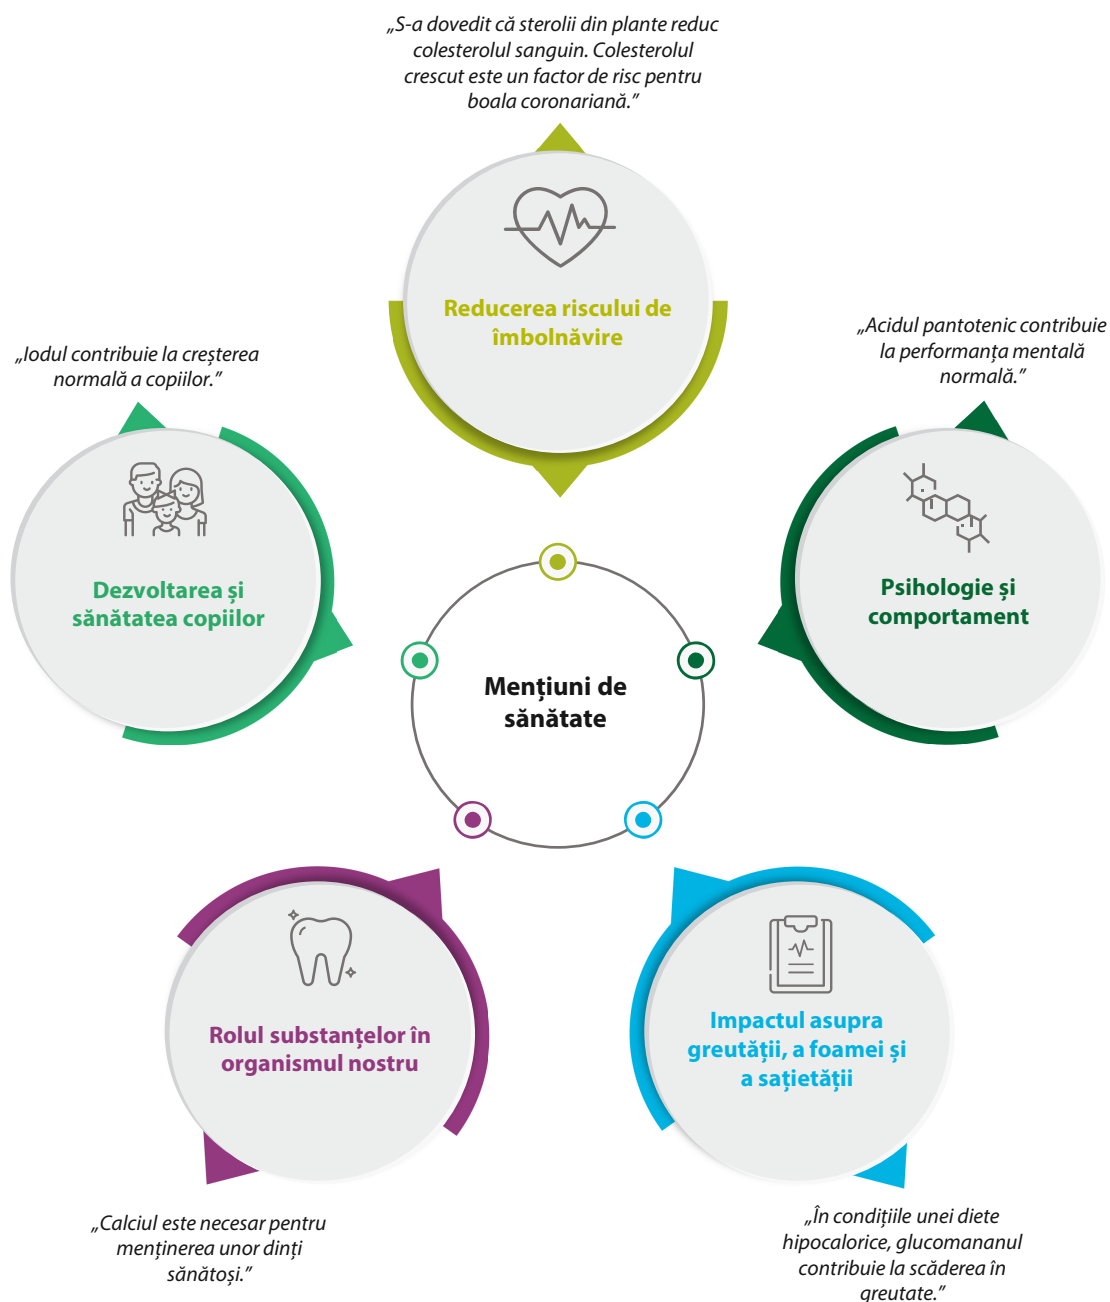 „S-a dovedit că sterolii din plante reduc
colesterolul sanguin. Colesterolul
crescut este un factor de risc pentru
boala coronariană.”
Reducerea riscului de
îmbolnăvire
„Iodul contribuie la creșterea
normală a copiilor.”
„Acidul pantotenic contribuie
la performanța mentală
normală.”
Dezvoltarea și
sănătatea copiilor
Psihologie și
comportament
Mențiuni de
sănătate
Rolul substanțelor în
organismul nostru
Impactul asupra
greutății, a foamei și
a sațietății
„Calciul este necesar pentru
menținerea unor dinți
sănătoși.”
„În condițiile unei diete
hipocalorice, glucomananul
contribuie la scăderea în
greutate.”